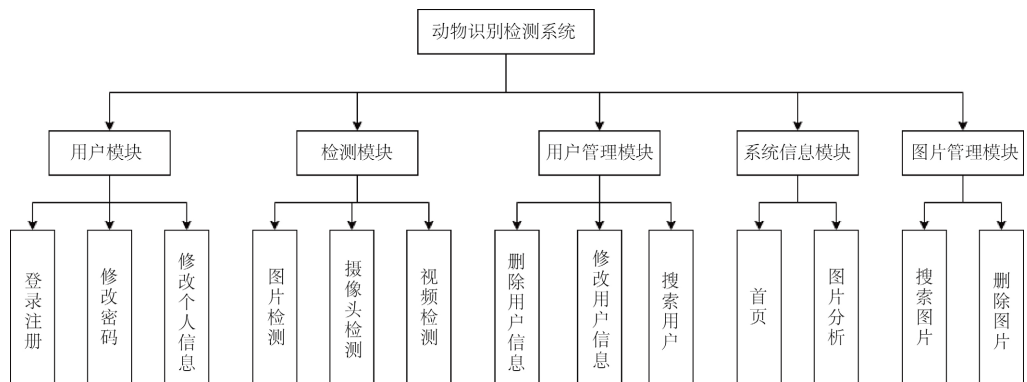 动物识别检测系统
用户模块
检测模块
用户管理模块
系统信息模块
图片管理模块
登录注册
修改密码
修改个人信息
图片检测
摄像头检测
视频检测
删除用户信息
修改用户信息
搜索用户
首页
图片分析
搜索图片
删除图片